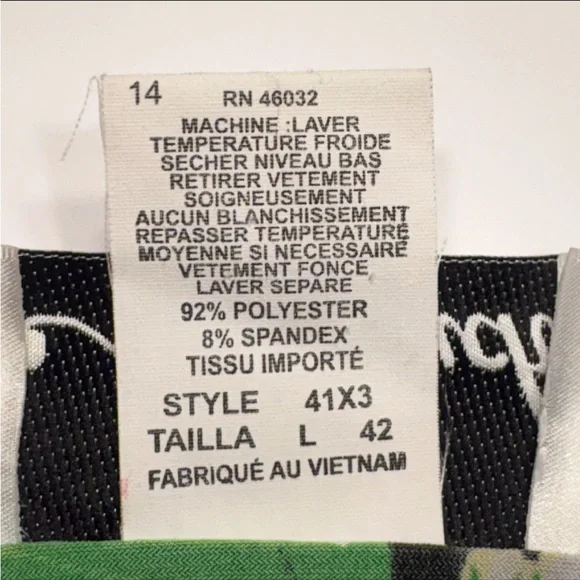 14 RN 46032
MACHINE :LAVER
TEMPERATURE FROIDE
SECHER NIVEAU BAS
RETIRER VETEMENT
SOIGNEUSEMENT
AUCUN BLANCHISSEMENT
REPASSER TEMPERATURE
MOYENNE SI NECESSAIRE
VETEMENT FONCE,
LAVER SEPARE
92% POLYESTER
8% SPANDEX
TISSU IMPORTÉ
STYLE 41X3
TAILLA L 42
FABRIQUÉ AU VIETNAM